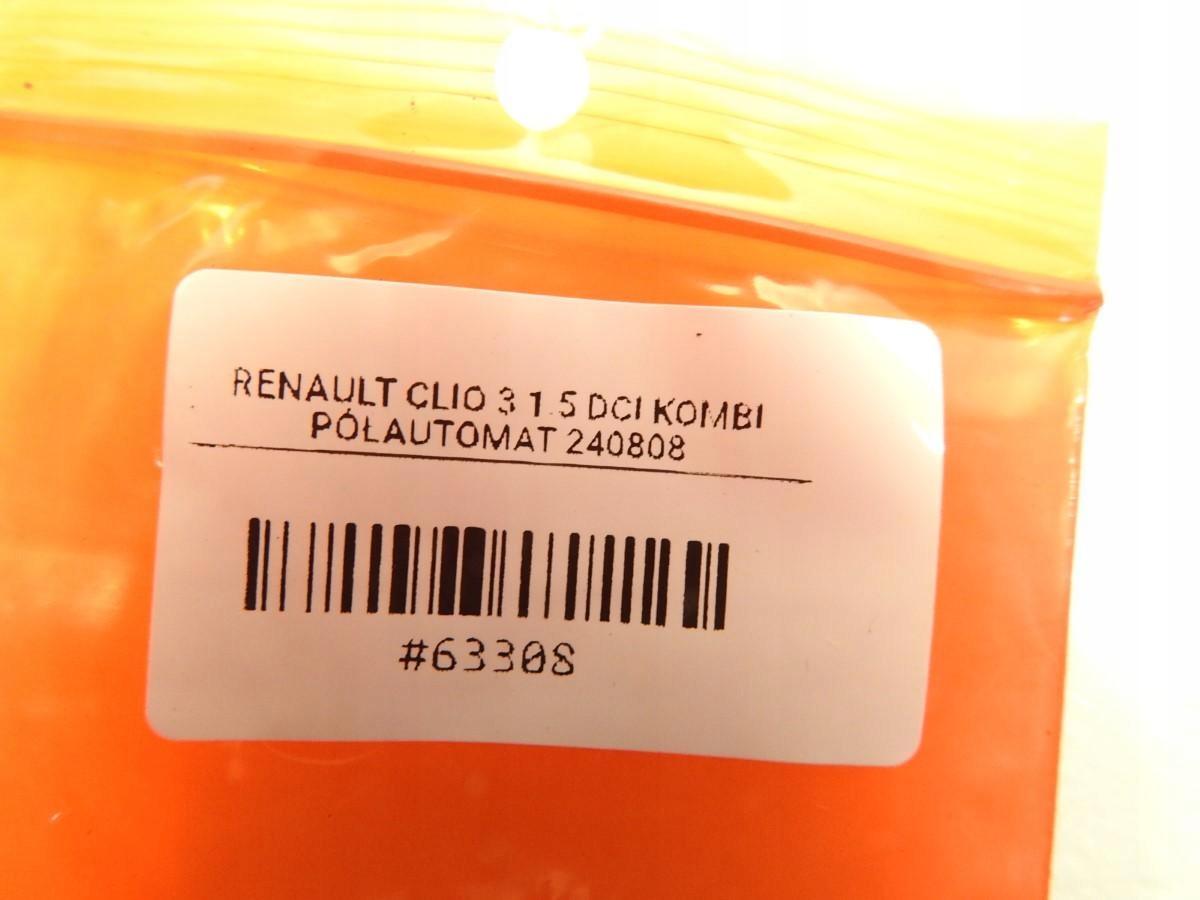 RENAULT CLIO 3 1.5 DCI KOMBI
PÓŁAUTOMAT 240808
#63308